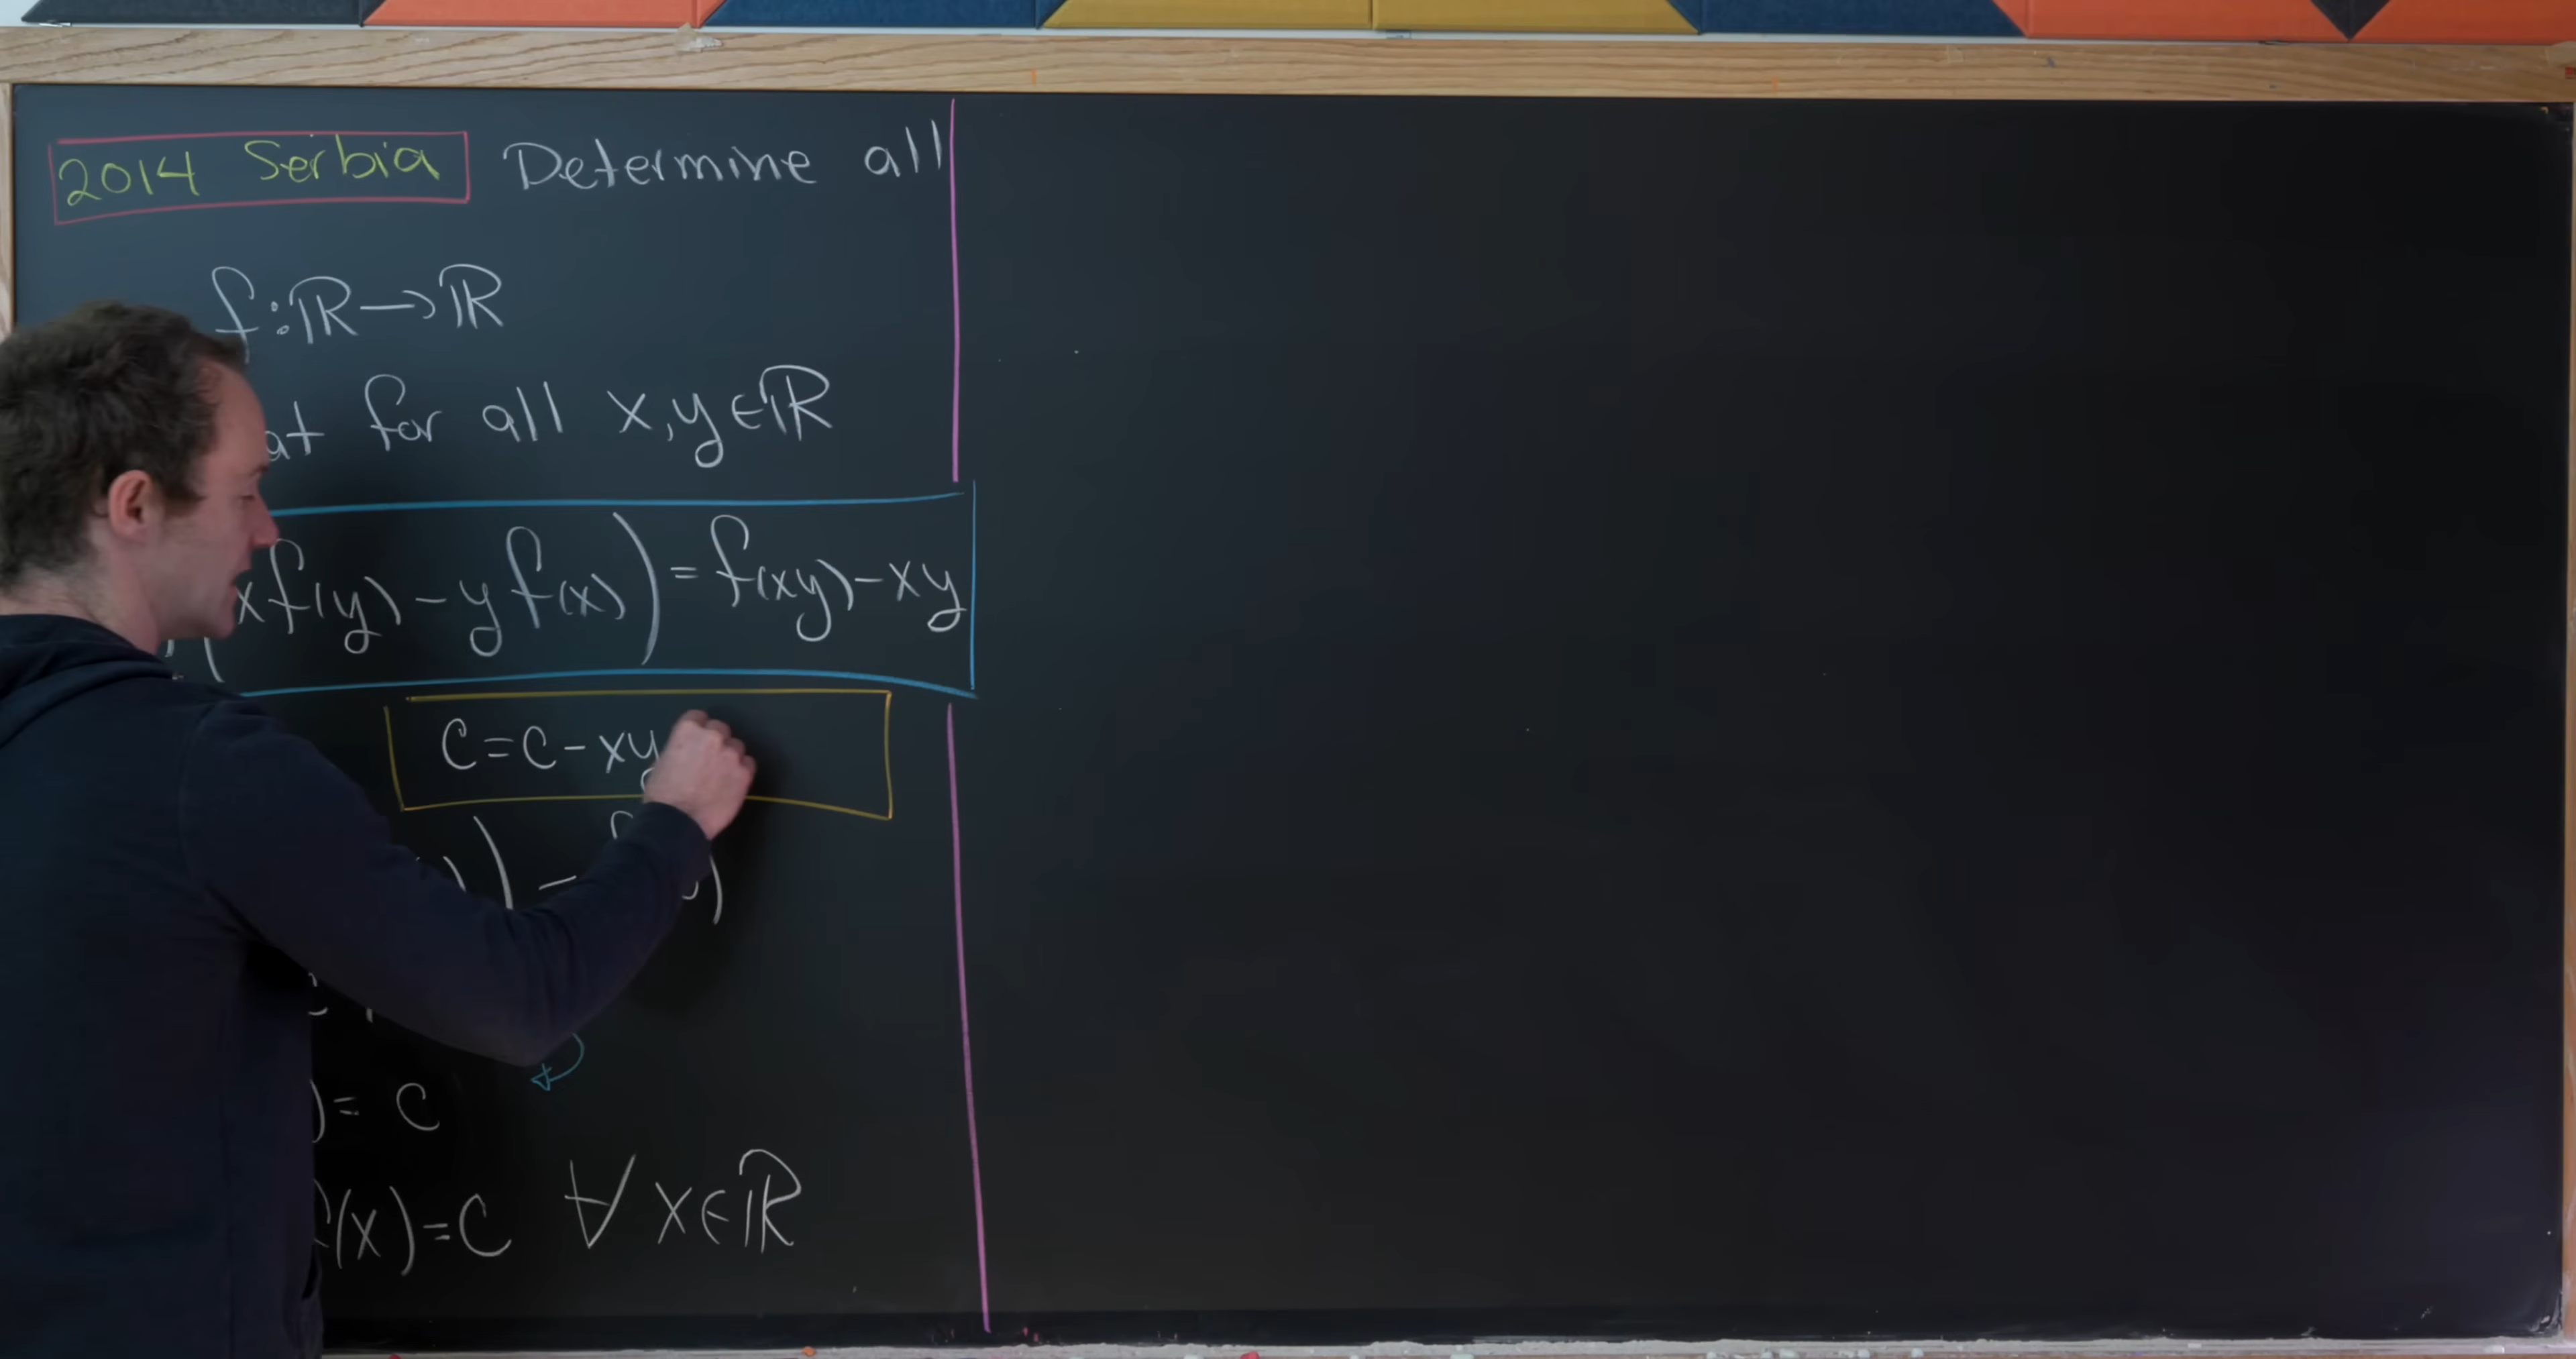 2014 Serbia Determine all
f:ℝ→ℝ
at for all x,y∈ℝ
(xf(y)-yf(x))=f(xy)-xy
C=C-xy
)= C
(x)=C ∀ x∈ℝ